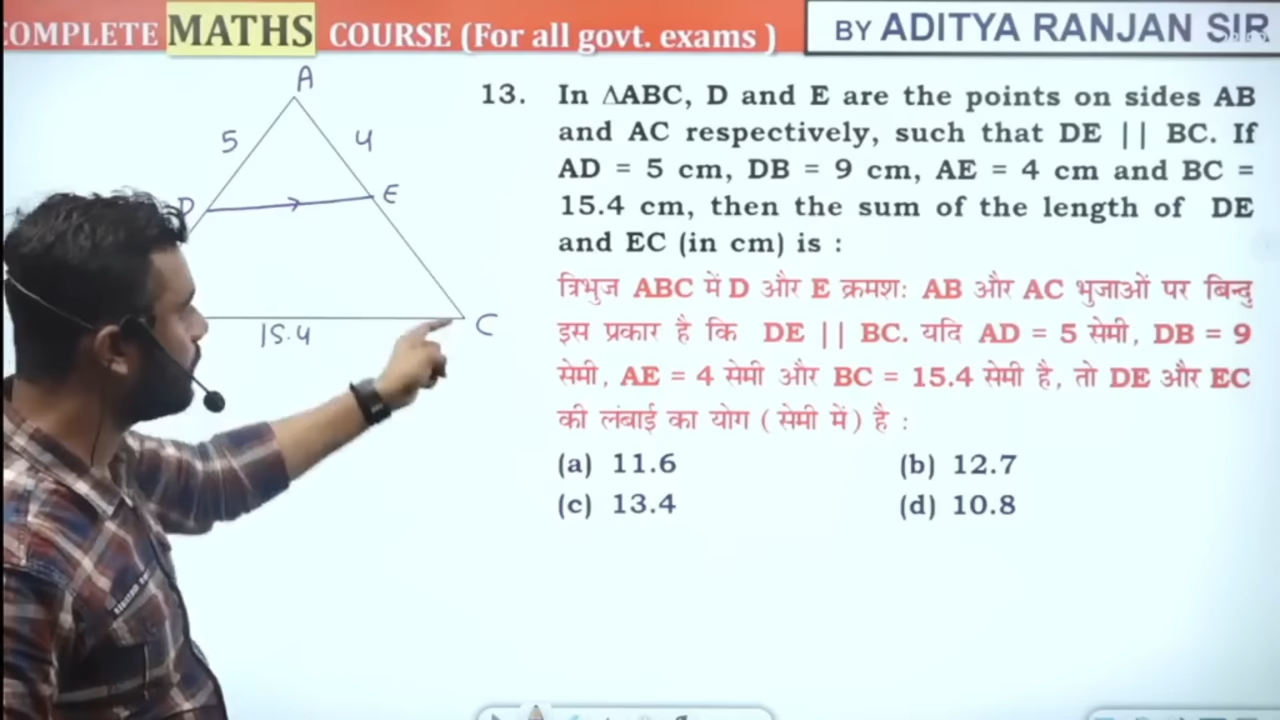 COMPLETE MATHS COURSE (For all govt. exams )
BY ADITYA RANJAN SIR
A
5
4
D
E
15.4
C
13. In ∆ABC, D and E are the points on sides AB
and AC respectively, such that DE || BC. If
AD = 5 cm, DB = 9 cm, AE = 4 cm and BC =
15.4 cm, then the sum of the length of DE
and EC (in cm) is :
त्रिभुज ABC में D और E क्रमश: AB और AC भुजाओं पर बिन्दु
इस प्रकार है कि DE || BC. यदि AD = 5 सेमी, DB = 9
सेमी, AE = 4 सेमी और BC = 15.4 सेमी है, तो DE और EC
की लंबाई का योग ( सेमी में ) है :
(a) 11.6 (b) 12.7
(c) 13.4 (d) 10.8